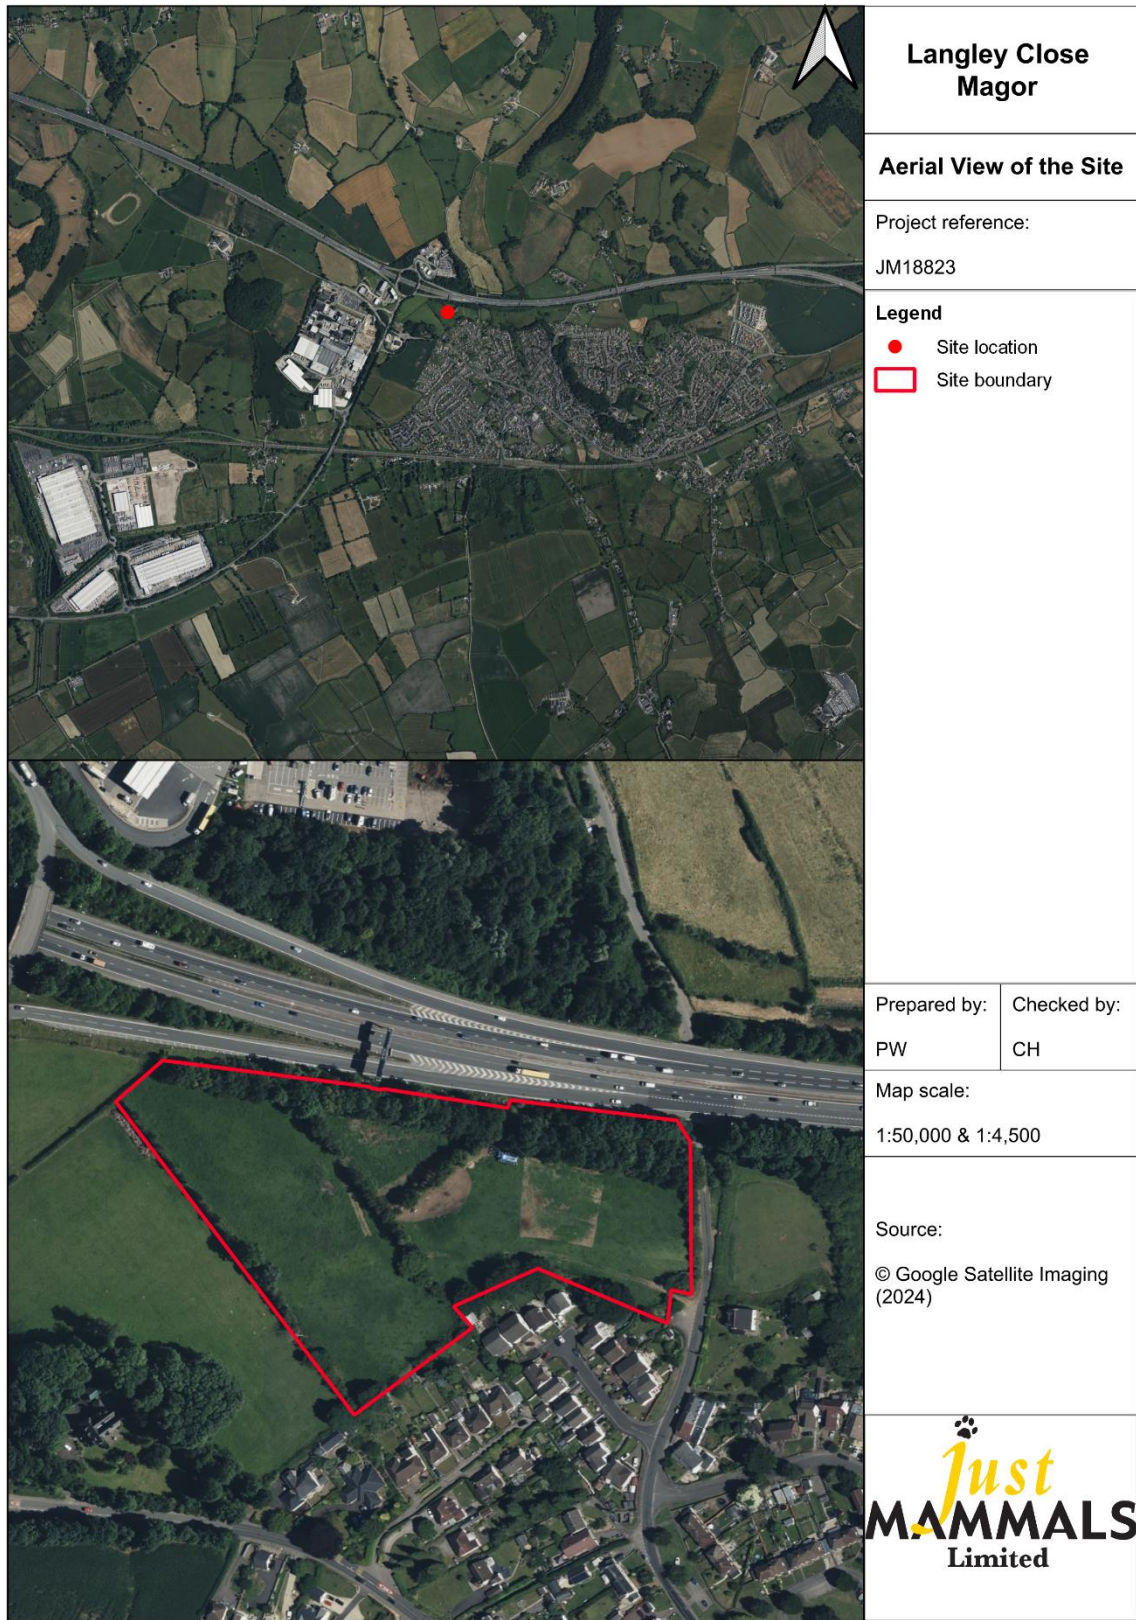 Langley Close
Magor
Aerial View of the Site
Project reference:
JM18823
Legend
Site location
Site boundary
Prepared by:
PW
Checked by:
CH
Map scale:
1:50,000 & 1:4,500
Source:
© Google Satellite Imaging
(2024)
just
MAMMALS
Limited